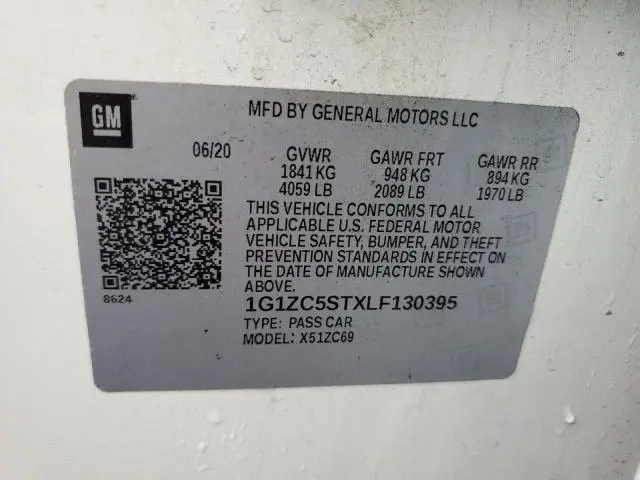 GM
MFD BY GENERAL MOTORS LLC
06/20 GVWR GAWR FRT GAWR RR
1841 KG 948 KG 894 KG
4059 LB 2089 LB 1970 LB
THIS VEHICLE CONFORMS TO ALL
APPLICABLE U.S. FEDERAL MOTOR
VEHICLE SAFETY, BUMPER, AND THEFT
PREVENTION STANDARDS IN EFFECT ON
THE DATE OF MANUFACTURE SHOWN
ABOVE.
8624
1G1ZC5STXLF130395
TYPE: PASS CAR
MODEL: X51ZC69